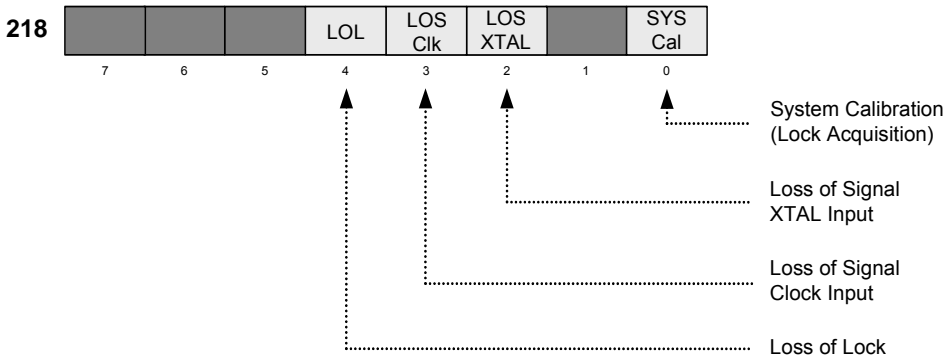 218
LOL
LOS
Clk
LOS
XTAL
SYS
Cal
7 6 5 4 3 2 1 0
System Calibration
(Lock Acquisition)
Loss of Signal
XTAL Input
Loss of Signal
Clock Input
Loss of Lock